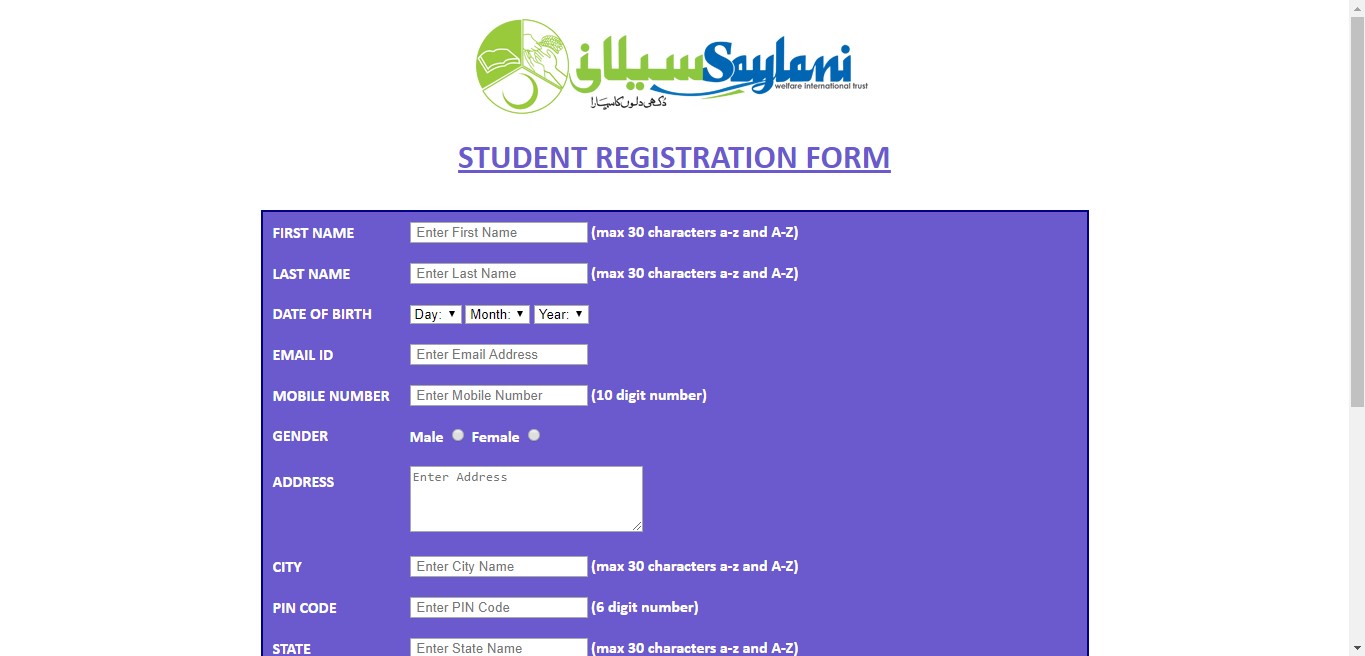 سیلانی Saylani
welfare international trust
دُکھی دلوں کا سہارا
STUDENT REGISTRATION FORM
FIRST NAME Enter First Name (max 30 characters a-z and A-Z)
LAST NAME Enter Last Name (max 30 characters a-z and A-Z)
DATE OF BIRTH Day: Month: Year:
EMAIL ID Enter Email Address
MOBILE NUMBER Enter Mobile Number (10 digit number)
GENDER Male Female
ADDRESS Enter Address
CITY Enter City Name (max 30 characters a-z and A-Z)
PIN CODE Enter PIN Code (6 digit number)
STATE Enter State Name (max 30 characters a-z and A-Z)